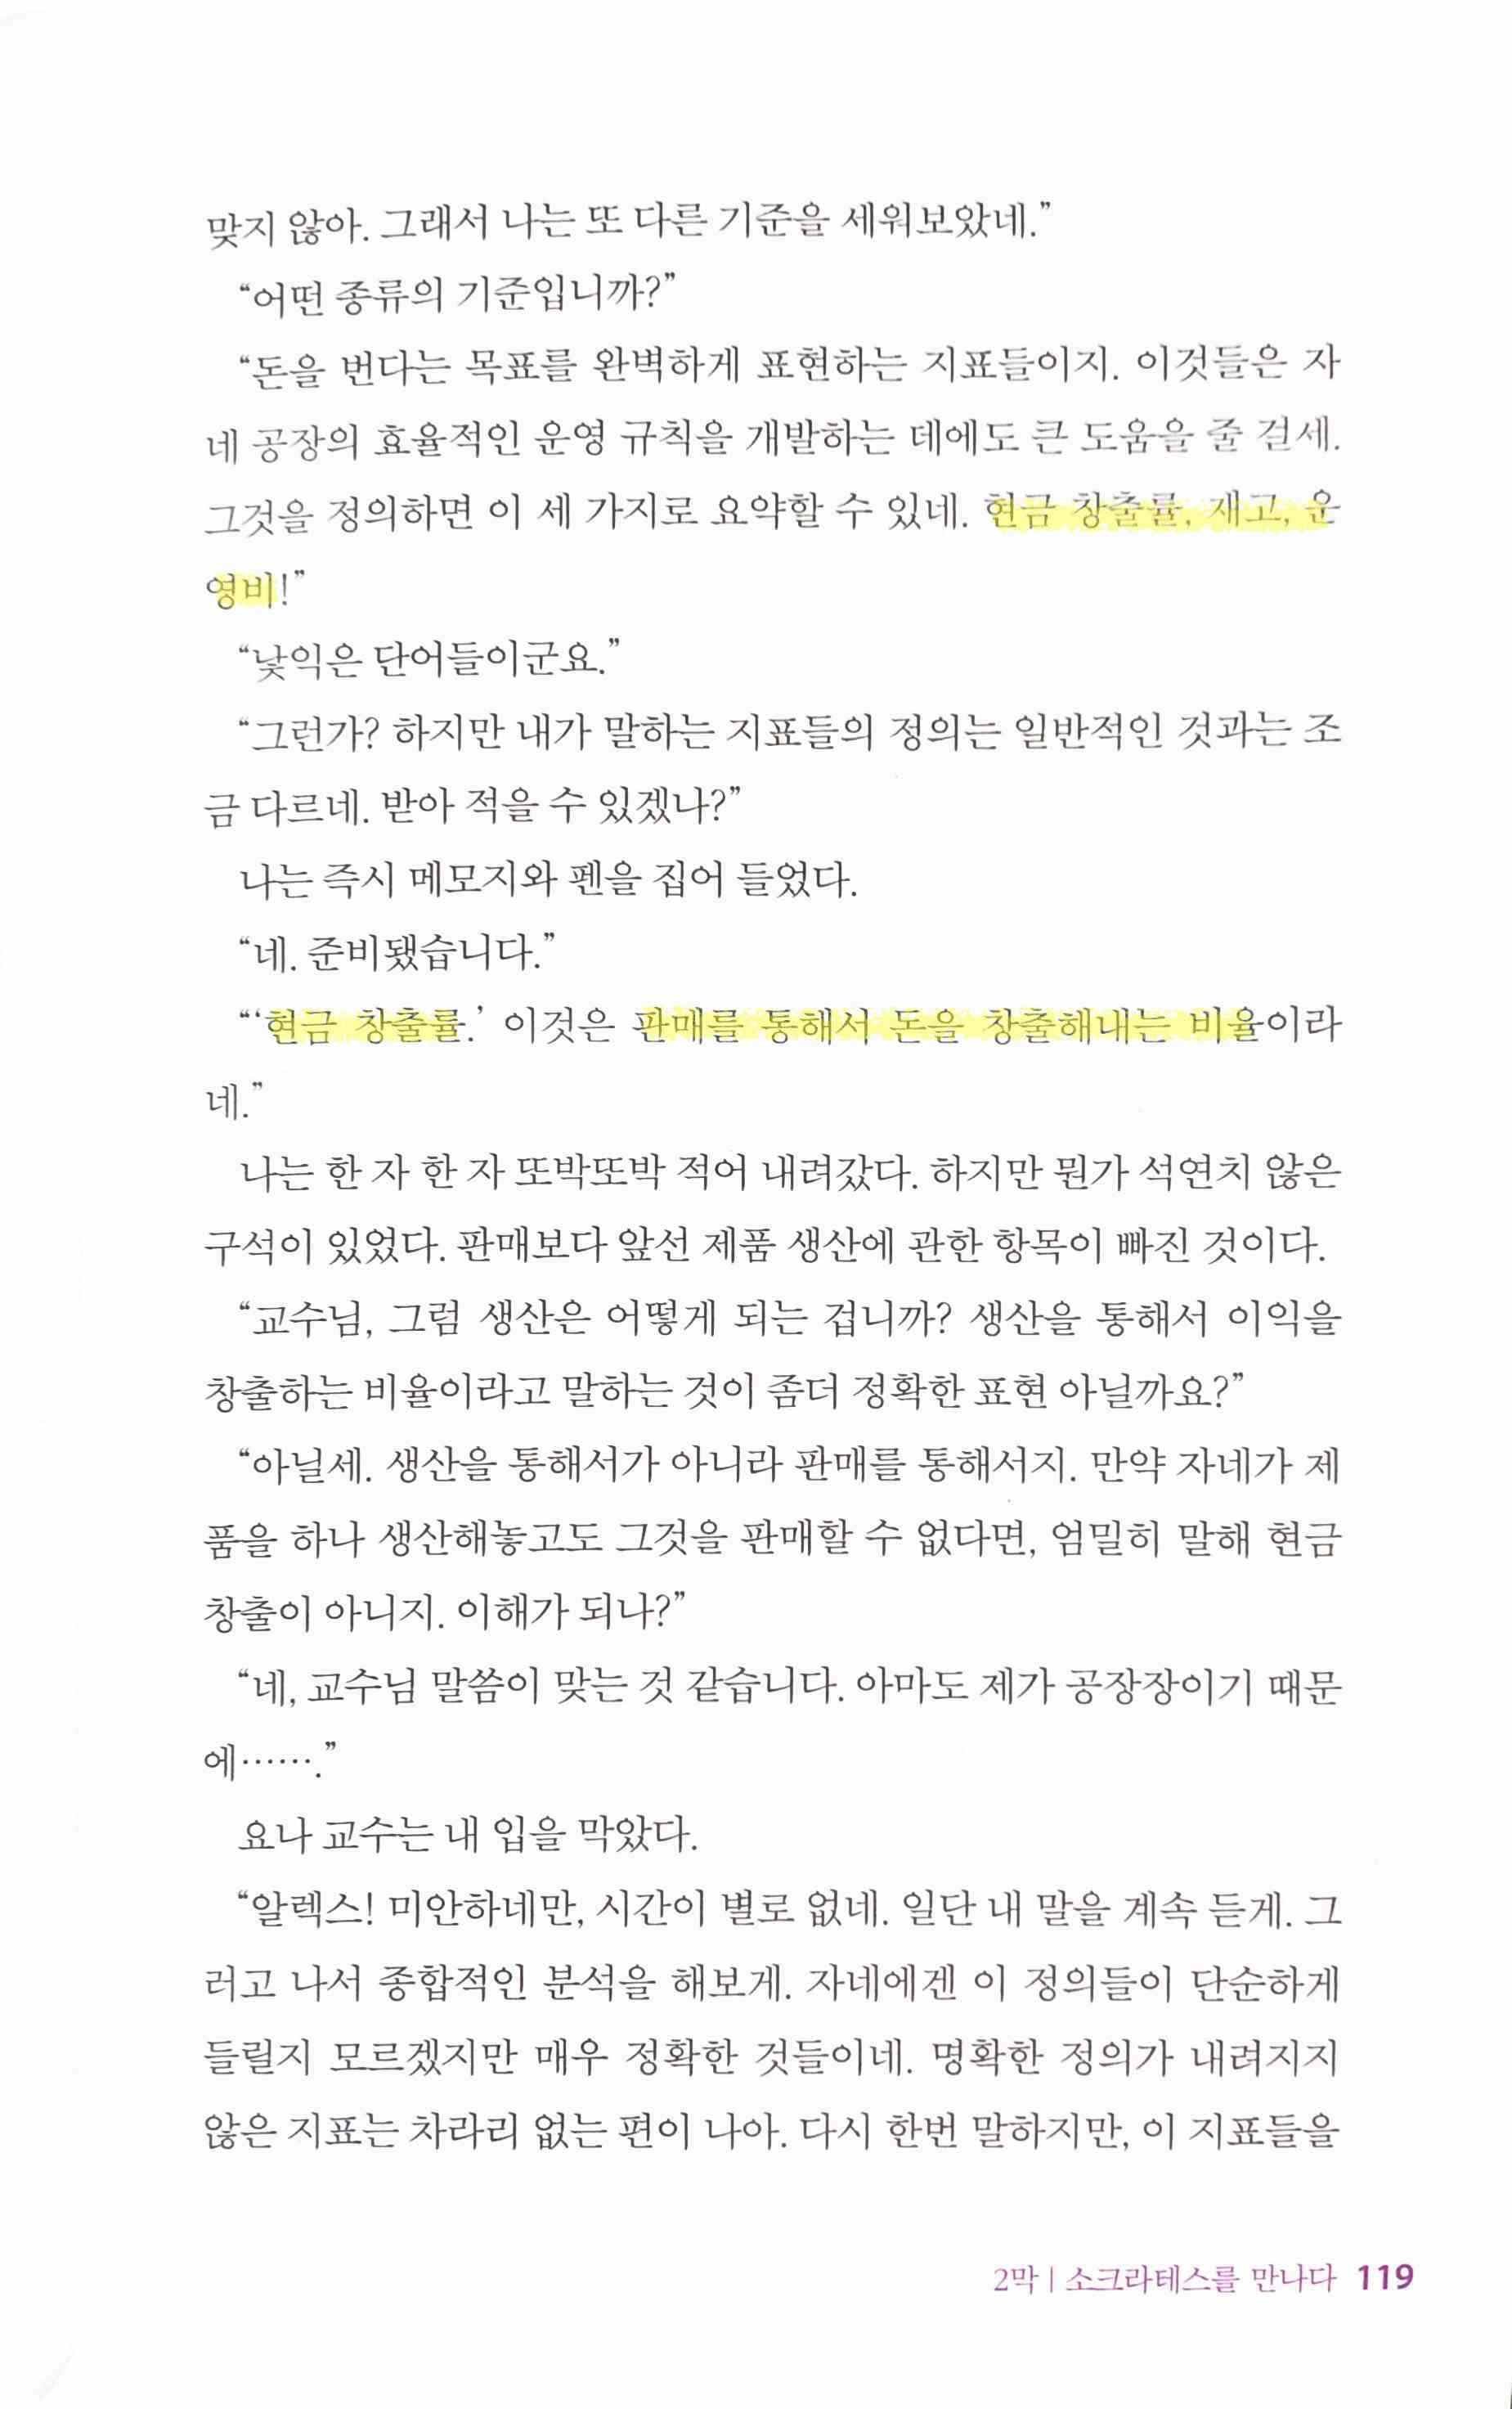 맞지 않아. 그래서 나는 또 다른 기준을 세워보았네.”
“어떤 종류의 기준입니까?”
“돈을 번다는 목표를 완벽하게 표현하는 지표들이지. 이것들은 자
네 공장의 효율적인 운영 규칙을 개발하는 데에도 큰 도움을 줄 걸세.
그것을 정의하면 이 세 가지로 요약할 수 있네. 현금 창출률, 재고, 운
영비!”
“낯익은 단어들이군요.”
“그런가? 하지만 내가 말하는 지표들의 정의는 일반적인 것과는 조
금 다르네. 받아 적을 수 있겠나?”
나는 즉시 메모지와 펜을 집어 들었다.
“네. 준비됐습니다.”
“‘현금 창출률.’ 이것은 판매를 통해서 돈을 창출해내는 비율이라
네.”
나는 한 자 한 자 또박또박 적어 내려갔다. 하지만 뭔가 석연치 않은
구석이 있었다. 판매보다 앞선 제품 생산에 관한 항목이 빠진 것이다.
“교수님, 그럼 생산은 어떻게 되는 겁니까? 생산을 통해서 이익을
창출하는 비율이라고 말하는 것이 좀더 정확한 표현 아닐까요?”
“아닐세. 생산을 통해서가 아니라 판매를 통해서지. 만약 자네가 제
품을 하나 생산해놓고도 그것을 판매할 수 없다면, 엄밀히 말해 현금
창출이 아니지. 이해가 되나?”
“네, 교수님 말씀이 맞는 것 같습니다. 아마도 제가 공장장이기 때문
에…….”
요나 교수는 내 입을 막았다.
“알렉스! 미안하네만, 시간이 별로 없네. 일단 내 말을 계속 듣게. 그
러고 나서 종합적인 분석을 해보게. 자네에겐 이 정의들이 단순하게
들릴지 모르겠지만 매우 정확한 것들이네. 명확한 정의가 내려지지
않은 지표는 차라리 없는 편이 나아. 다시 한번 말하지만, 이 지표들을
2막 | 소크라테스를 만나다 119